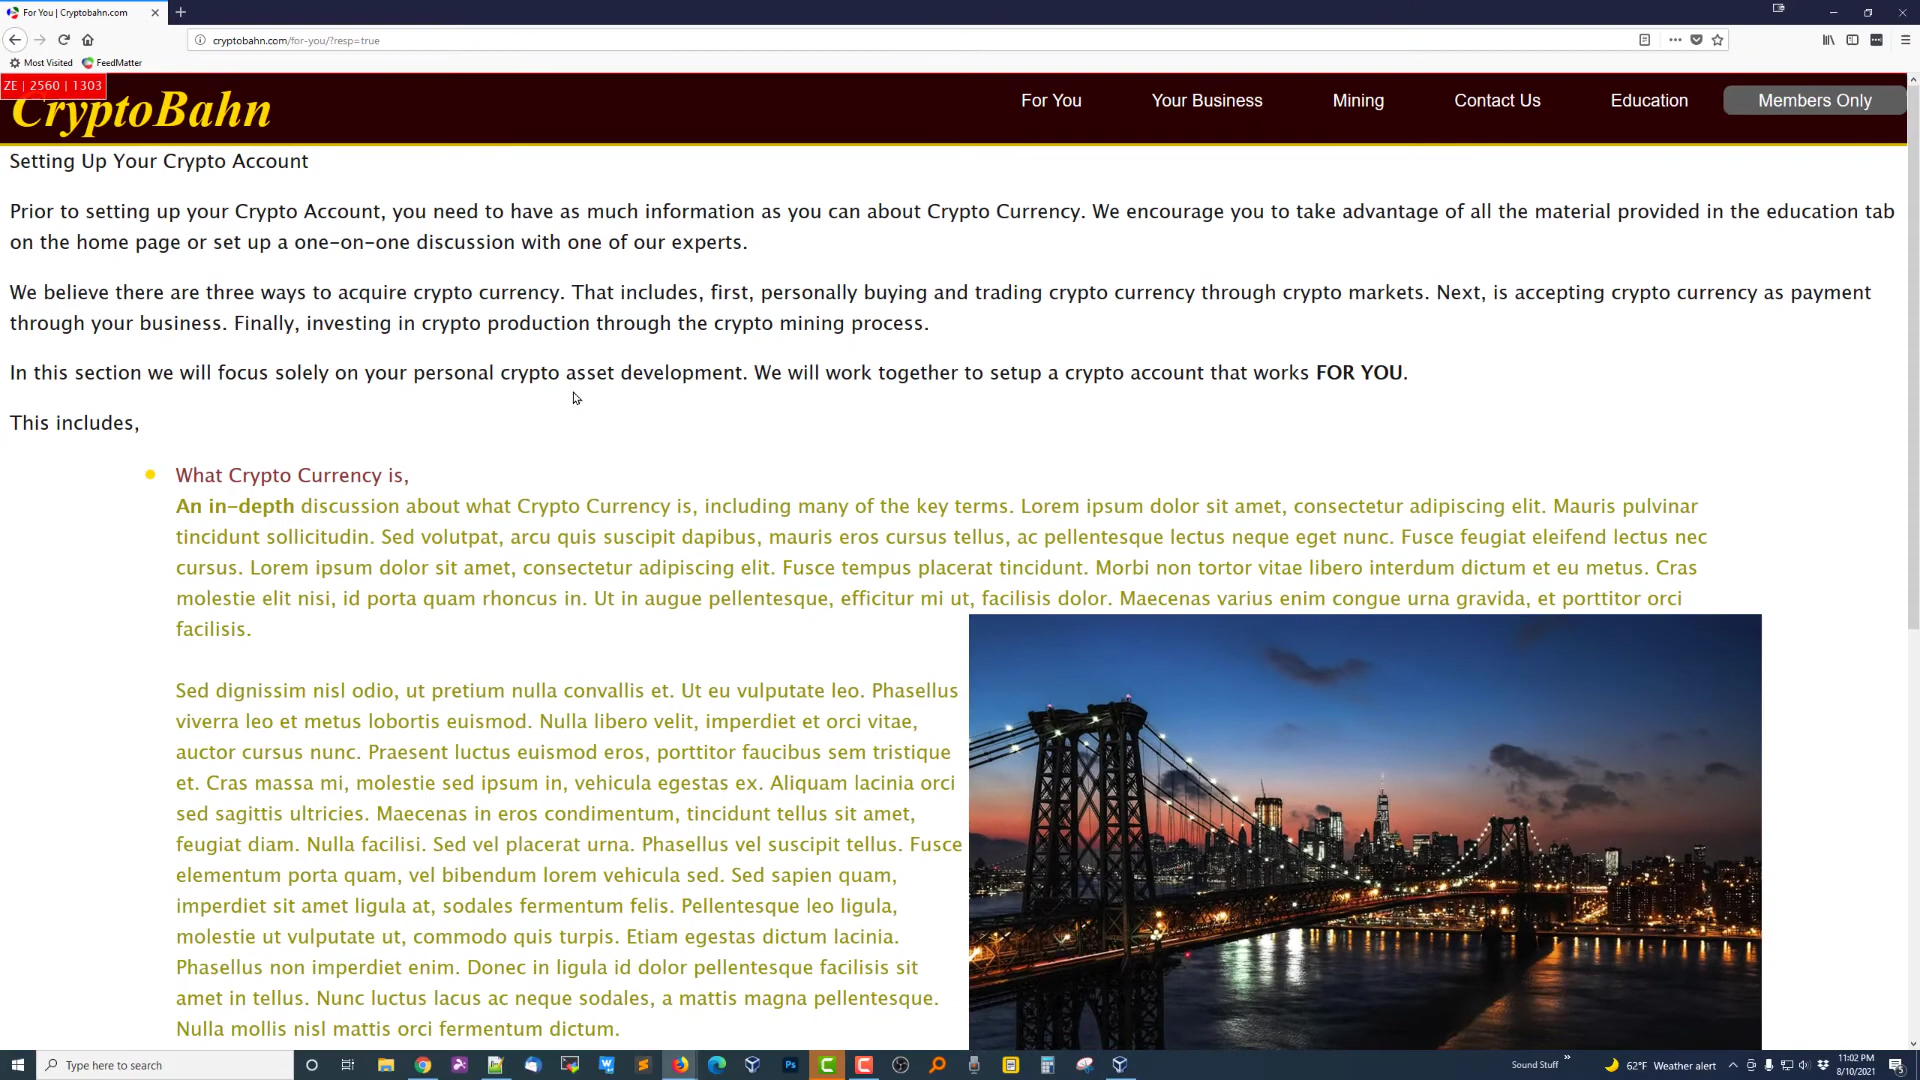 For You | Cryptobahn.com
cryptobahn.com/for-you/?resp=true
Most Visited
FeedMatter
ZE | 2560 | 1303
CryptoBahn
For You
Your Business
Mining
Contact Us
Education
Members Only
Setting Up Your Crypto Account
Prior to setting up your Crypto Account, you need to have as much information as you can about Crypto Currency. We encourage you to take advantage of all the material provided in the education tab
on the home page or set up a one-on-one discussion with one of our experts.
We believe there are three ways to acquire crypto currency. That includes, first, personally buying and trading crypto currency through crypto markets. Next, is accepting crypto currency as payment
through your business. Finally, investing in crypto production through the crypto mining process.
In this section we will focus solely on your personal crypto asset development. We will work together to setup a crypto account that works FOR YOU.
This includes,
What Crypto Currency is,
An in-depth discussion about what Crypto Currency is, including many of the key terms. Lorem ipsum dolor sit amet, consectetur adipiscing elit. Mauris pulvinar
tincidunt sollicitudin. Sed volutpat, arcu quis suscipit dapibus, mauris eros cursus tellus, ac pellentesque lectus neque eget nunc. Fusce feugiat eleifend lectus nec
cursus. Lorem ipsum dolor sit amet, consectetur adipiscing elit. Fusce tempus placerat tincidunt. Morbi non tortor vitae libero interdum dictum et eu metus. Cras
molestie elit nisi, id porta quam rhoncus in. Ut in augue pellentesque, efficitur mi ut, facilisis dolor. Maecenas varius enim congue urna gravida, et porttitor orci
facilisis.
Sed dignissim nisl odio, ut pretium nulla convallis et. Ut eu vulputate leo. Phasellus
viverra leo et metus lobortis euismod. Nulla libero velit, imperdiet et orci vitae,
auctor cursus nunc. Praesent luctus euismod eros, porttitor faucibus sem tristique
et. Cras massa mi, molestie sed ipsum in, vehicula egestas ex. Aliquam lacinia orci
sed sagittis ultricies. Maecenas in eros condimentum, tincidunt tellus sit amet,
feugiat diam. Nulla facilisi. Sed vel placerat urna. Phasellus vel suscipit tellus. Fusce
elementum porta quam, vel bibendum lorem vehicula sed. Sed sapien quam,
imperdiet sit amet ligula at, sodales fermentum felis. Pellentesque leo ligula,
molestie ut vulputate ut, commodo quis turpis. Etiam egestas dictum lacinia.
Phasellus non imperdiet enim. Donec in ligula id dolor pellentesque facilisis sit
amet in tellus. Nunc luctus lacus ac neque sodales, a mattis magna pellentesque.
Nulla mollis nisl mattis orci fermentum dictum.
Type here to search
Ps
Sound Stuff
62°F Weather alert
11:02 PM
8/10/2021